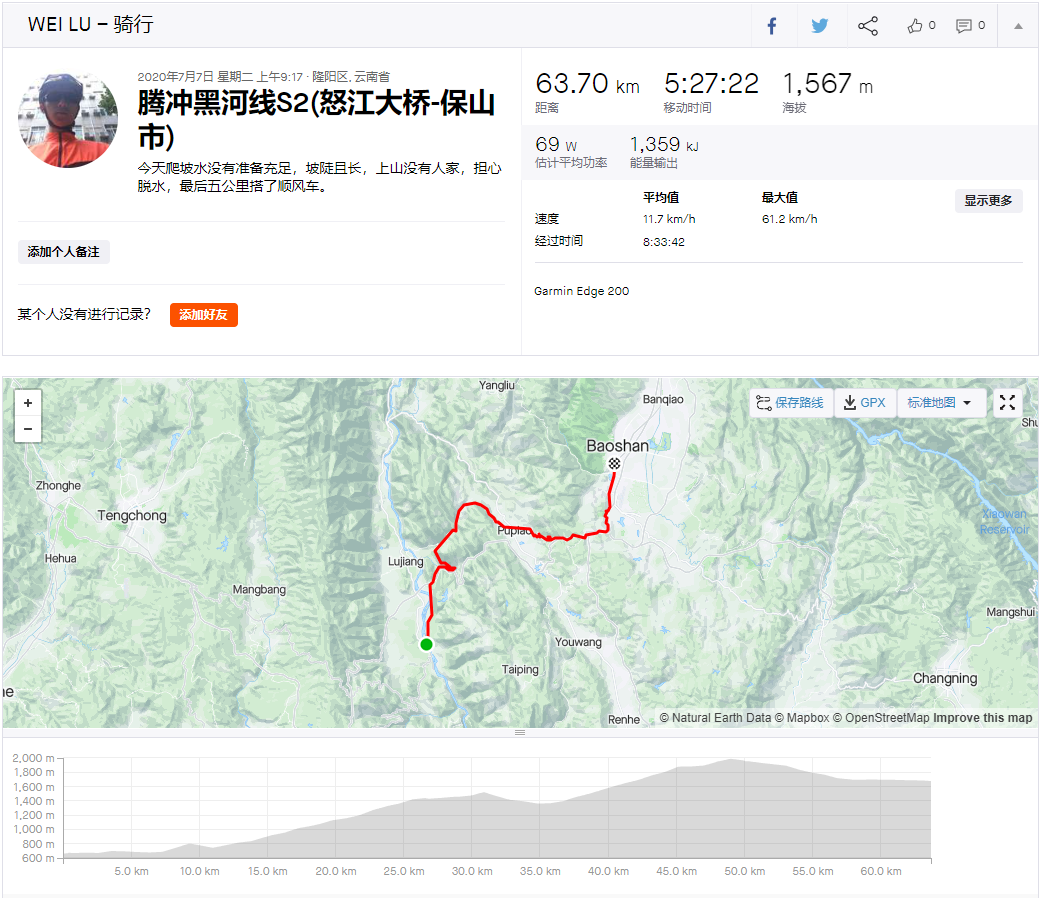 WEI LU – 骑行
0
0
2020年7月7日 星期二 上午9:17 · 隆阳区, 云南省
腾冲黑河线S2(怒江大桥-保山
市)
今天爬坡水没有准备充足，坡陡且长，上山没有人家，担心
脱水，最后五公里搭了顺风车。
添加个人备注
某个人没有进行记录？
添加好友
63.70 km
5:27:22
1,567 m
距离
移动时间
海拔
69 W
1,359 kJ
估计平均功率
能量输出
平均值
最大值
显示更多
速度
11.7 km/h
61.2 km/h
经过时间
8:33:42
Garmin Edge 200
+
−
保存路线
GPX
标准地图
Yangliu
Banqiao
Shu
Baoshan
Zhonghe
Tengchong
Xiaowan
Reservoir
Pupiao
Hehua
Lujiang
Mangbang
Mangshui
Youwang
Taiping
Changning
ne
Renhe
© Natural Earth Data © Mapbox © OpenStreetMap Improve this map
2,000 m
1,800 m
1,600 m
1,400 m
1,200 m
1,000 m
800 m
600 m
5.0 km
10.0 km
15.0 km
20.0 km
25.0 km
30.0 km
35.0 km
40.0 km
45.0 km
50.0 km
55.0 km
60.0 km